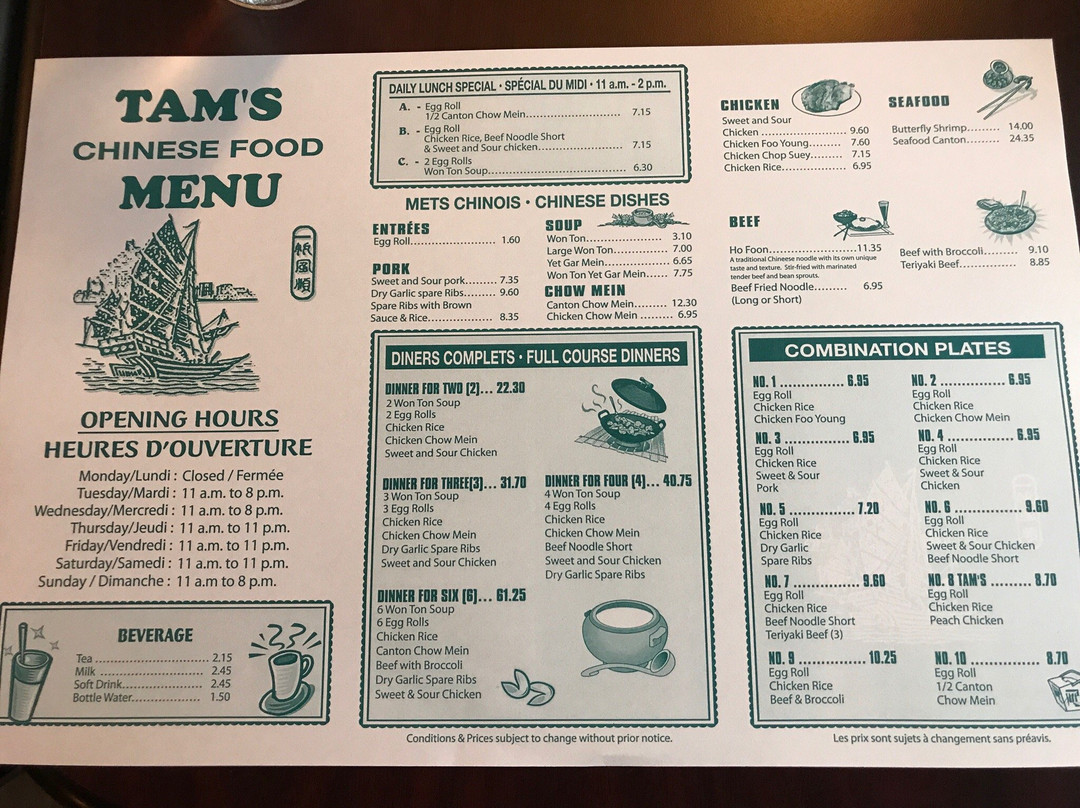 TAM'S
CHINESE FOOD
MENU
一帆風順
OPENING HOURS
HEURES D'OUVERTURE
Monday/Lundi : Closed / Fermée
Tuesday/Mardi : 11 a.m. to 8 p.m.
Wednesday/Mercredi : 11 a.m. to 8 p.m.
Thursday/Jeudi : 11 a.m. to 11 p.m.
Friday/Vendredi : 11 a.m. to 11 p.m.
Saturday/Samedi : 11 a.m. to 11 p.m.
Sunday / Dimanche : 11 a.m to 8 p.m.
BEVERAGE
Tea ........ 2.15
Milk ........ 2.45
Soft Drink........ 2.45
Bottle Water........ 1.50
DAILY LUNCH SPECIAL • SPÉCIAL DU MIDI • 11 a.m. - 2 p.m.
A. - Egg Roll
1/2 Canton Chow Mein........ 7.15
B. - Egg Roll
Chicken Rice, Beef Noodle Short
& Sweet and Sour chicken........ 7.15
C. - 2 Egg Rolls
Won Ton Soup........ 6.30
METS CHINOIS • CHINESE DISHES
ENTRÉES
Egg Roll........ 1.60
PORK
Sweet and Sour pork........ 7.35
Dry Garlic spare Ribs........ 9.60
Spare Ribs with Brown
Sauce & Rice........ 8.35
SOUP
Won Ton........ 3.10
Large Won Ton........ 7.00
Yet Gar Mein........ 6.65
Won Ton Yet Gar Mein...... 7.75
CHOW MEIN
Canton Chow Mein........ 12.30
Chicken Chow Mein ........ 6.95
DINERS COMPLETS • FULL COURSE DINNERS
DINNER FOR TWO (2)... 22.30
2 Won Ton Soup
2 Egg Rolls
Chicken Rice
Chicken Chow Mein
Sweet and Sour Chicken
DINNER FOR THREE(3)... 31.70
3 Won Ton Soup
3 Egg Rolls
Chicken Rice
Chicken Chow Mein
Dry Garlic Spare Ribs
Sweet and Sour Chicken
DINNER FOR FOUR (4)... 40.75
4 Won Ton Soup
4 Egg Rolls
Chicken Rice
Chicken Chow Mein
Beef Noodle Short
Sweet and Sour Chicken
Dry Garlic Spare Ribs
DINNER FOR SIX (6)... 61.25
6 Won Ton Soup
6 Egg Rolls
Chicken Rice
Canton Chow Mein
Beef with Broccoli
Dry Garlic Spare Ribs
Sweet & Sour Chicken
Conditions & Prices subject to change without prior notice.
CHICKEN
Sweet and Sour
Chicken ........ 9.60
Chicken Foo Young........ 7.60
Chicken Chop Suey........ 7.15
Chicken Rice........ 6.95
SEAFOOD
Butterfly Shrimp........ 14.00
Seafood Canton........ 24.35
BEEF
Ho Foon........11.35
A traditional Chineese noodle with its own unique
taste and texture. Stir-fried with marinated
tender beef and bean sprouts.
Beef Fried Noodle........ 6.95
(Long or Short)
Beef with Broccoli........ 9.10
Teriyaki Beef........ 8.85
COMBINATION PLATES
NO. 1 ........ 6.95
Egg Roll
Chicken Rice
Chicken Foo Young
NO. 2 ........ 6.95
Egg Roll
Chicken Rice
Chicken Chow Mein
NO. 3 ........ 6.95
Egg Roll
Chicken Rice
Sweet & Sour
Pork
NO. 4 ........ 6.95
Egg Roll
Chicken Rice
Sweet & Sour
Chicken
NO. 5 ........ 7.20
Egg Roll
Chicken Rice
Dry Garlic
Spare Ribs
NO. 6 ........ 9.60
Egg Roll
Chicken Rice
Sweet & Sour Chicken
Beef Noodle Short
NO. 7 ........ 9.60
Egg Roll
Chicken Rice
Beef Noodle Short
Teriyaki Beef (3)
NO. 8 TAM'S ........ 8.70
Egg Roll
Chicken Rice
Peach Chicken
NO. 9 ........ 10.25
Egg Roll
Chicken Rice
Beef & Broccoli
NO. 10 ........ 8.70
Egg Roll
1/2 Canton
Chow Mein
Les prix sont sujets à changement sans préavis.